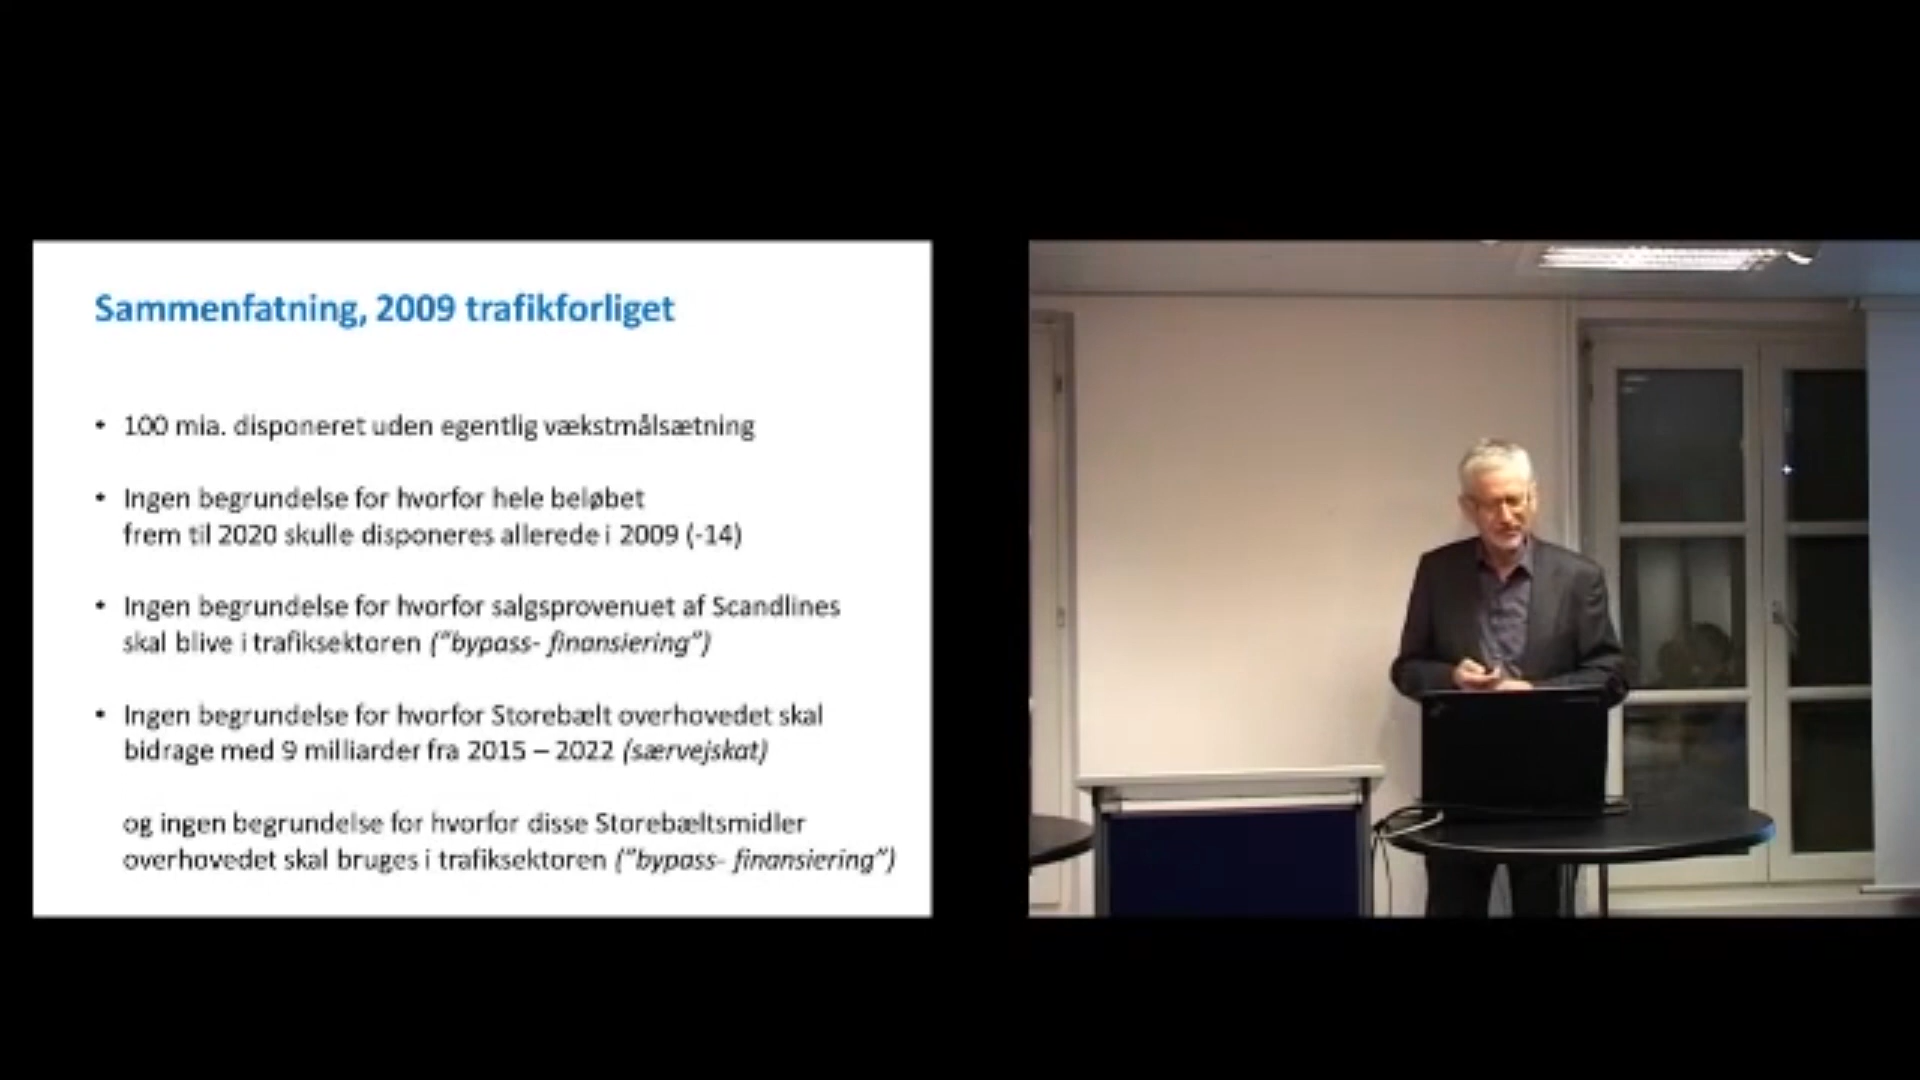 Sammenfatning, 2009 trafikforliget
• 100 mia. disponeret uden egentlig vækstmålsætning
• Ingen begrundelse for hvorfor hele beløbet
frem til 2020 skulle disponeres allerede i 2009 (-14)
• Ingen begrundelse for hvorfor salgsprovenuet af Scandlines
skal blive i trafiksektoren ("bypass- finansiering")
• Ingen begrundelse for hvorfor Storebælt overhovedet skal
bidrage med 9 milliarder fra 2015 – 2022 (særvejskat)
og ingen begrundelse for hvorfor disse Storebæltsmidler
overhovedet skal bruges i trafiksektoren ("bypass- finansiering")